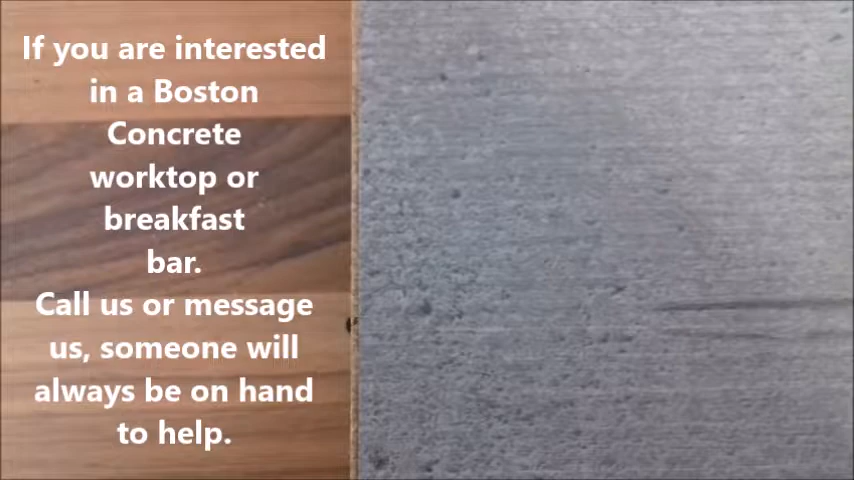 If you are interested
in a Boston
Concrete
worktop or
breakfast
bar.
Call us or message
us, someone will
always be on hand
to help.